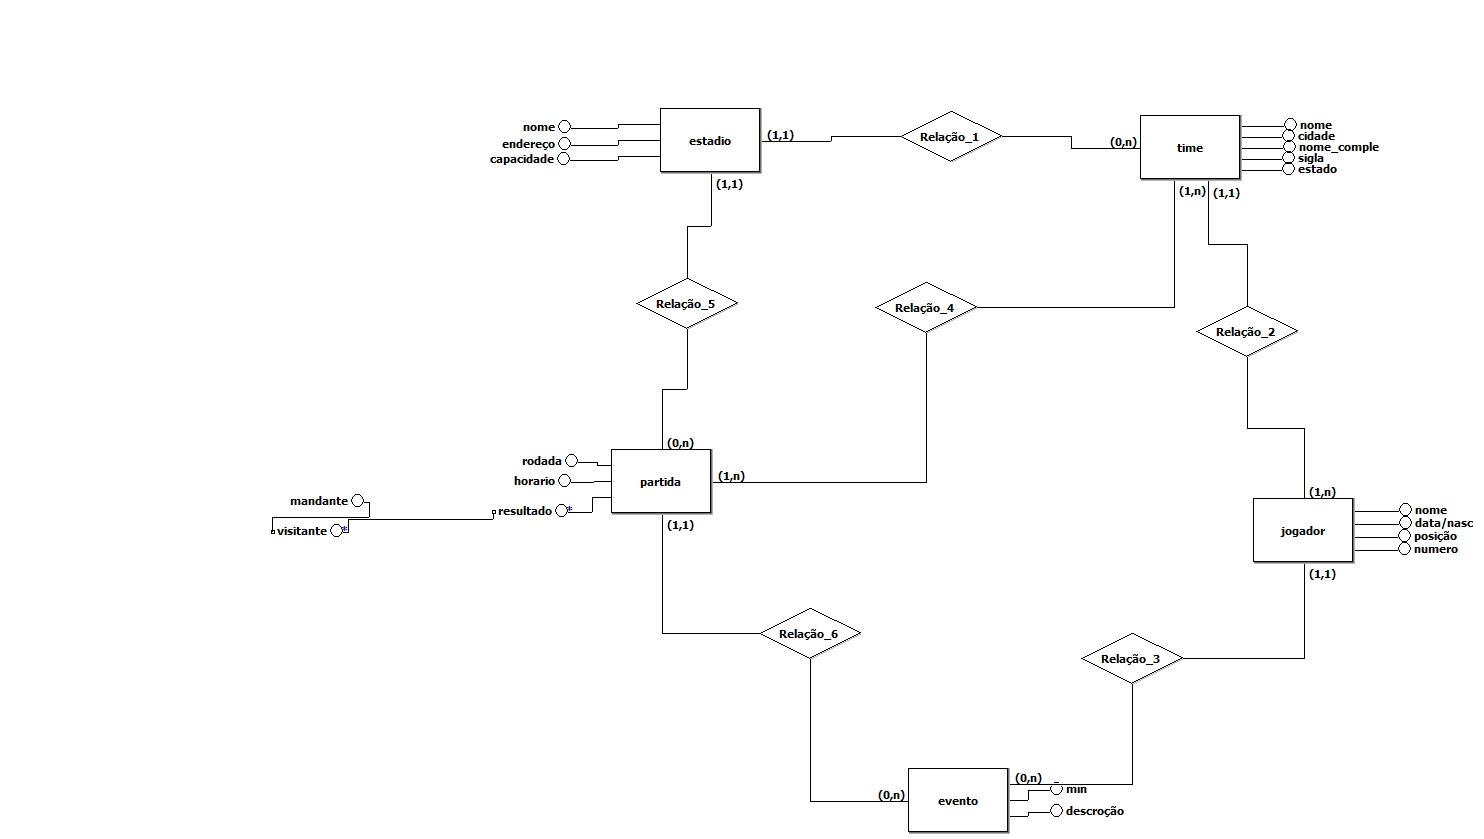 nome
endereço
capacidade
estadio
(1,1)
Relação_1
(0,n)
time
nome
cidade
nome_comple
sigla
estado
(1,1)
(1,n)
(1,1)
Relação_5
Relação_4
Relação_2
(0,n)
rodada
horario
resultado
*
partida
(1,n)
mandante
visitante
*
(1,1)
(1,n)
jogador
nome
data/nasc
posição
numero
(1,1)
Relação_6
Relação_3
(0,n)
evento
(0,n)
min
descroção